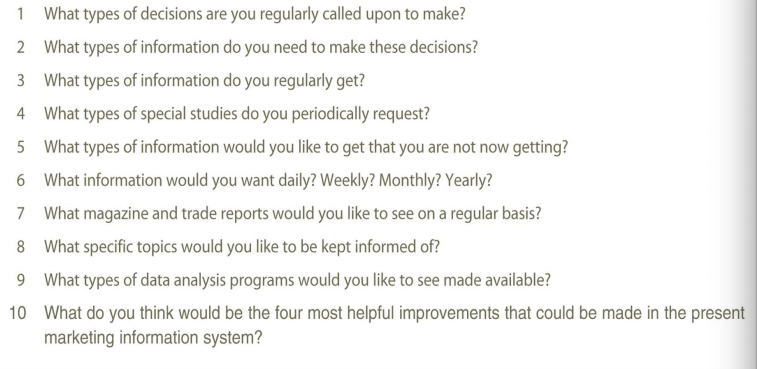 1 What types of decisions are you regularly called upon to make?
2 What types of information do you need to make these decisions?
3 What types of information do you regularly get?
4 What types of special studies do you periodically request?
5 What types of information would you like to get that you are not now getting?
6 What information would you want daily? Weekly? Monthly? Yearly?
7 What magazine and trade reports would you like to see on a regular basis?
8 What specific topics would you like to be kept informed of?
9 What types of data analysis programs would you like to see made available?
10 What do you think would be the four most helpful improvements that could be made in the present
marketing information system?